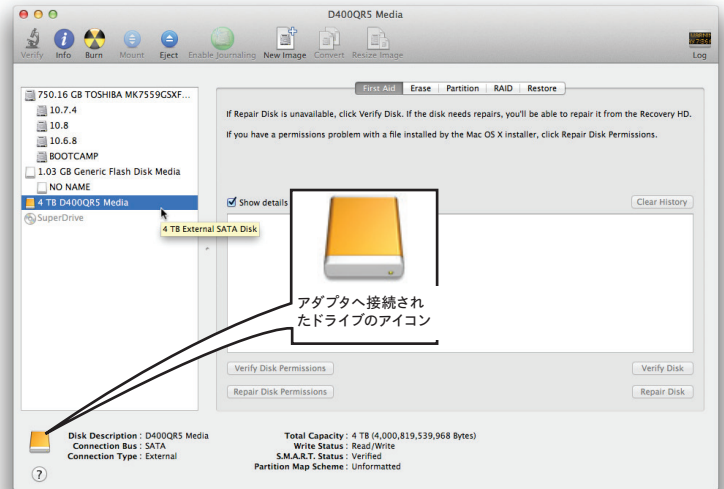 D400QR5 Media
Verify Info Burn Mount Eject Enable Journaling New Image Convert Resize Image Log
First Aid Erase Partition RAID Restore
750.16 GB TOSHIBA MK7559GSXF...
10.7.4
10.8
10.6.8
BOOTCAMP
1.03 GB Generic Flash Disk Media
NO NAME
4 TB D400QR5 Media
SuperDrive
4 TB External SATA Disk
If Repair Disk is unavailable, click Verify Disk. If the disk needs repairs, you'll be able to repair it from the Recovery HD.
If you have a permissions problem with a file installed by the Mac OS X installer, click Repair Disk Permissions.
Show details
Clear History
アダプタへ接続され
たドライブのアイコン
Verify Disk Permissions
Verify Disk
Repair Disk Permissions
Repair Disk
Disk Description : D400QR5 Media
Connection Bus : SATA
Connection Type : External
Total Capacity : 4 TB (4,000,819,539,968 Bytes)
Write Status : Read/Write
S.M.A.R.T. Status : Verified
Partition Map Scheme : Unformatted
?